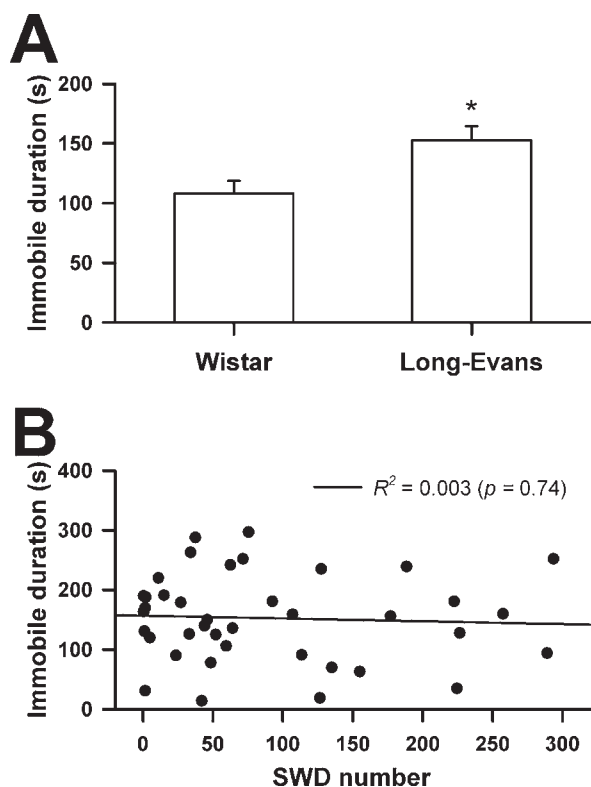 A
Immobile duration (s)
200
150
100
50
0
*
Wistar
Long-Evans
B
Immobile duration (s)
400
300
200
100
0
R² = 0.003 (p = 0.74)
0
50
100
150
200
250
300
SWD number